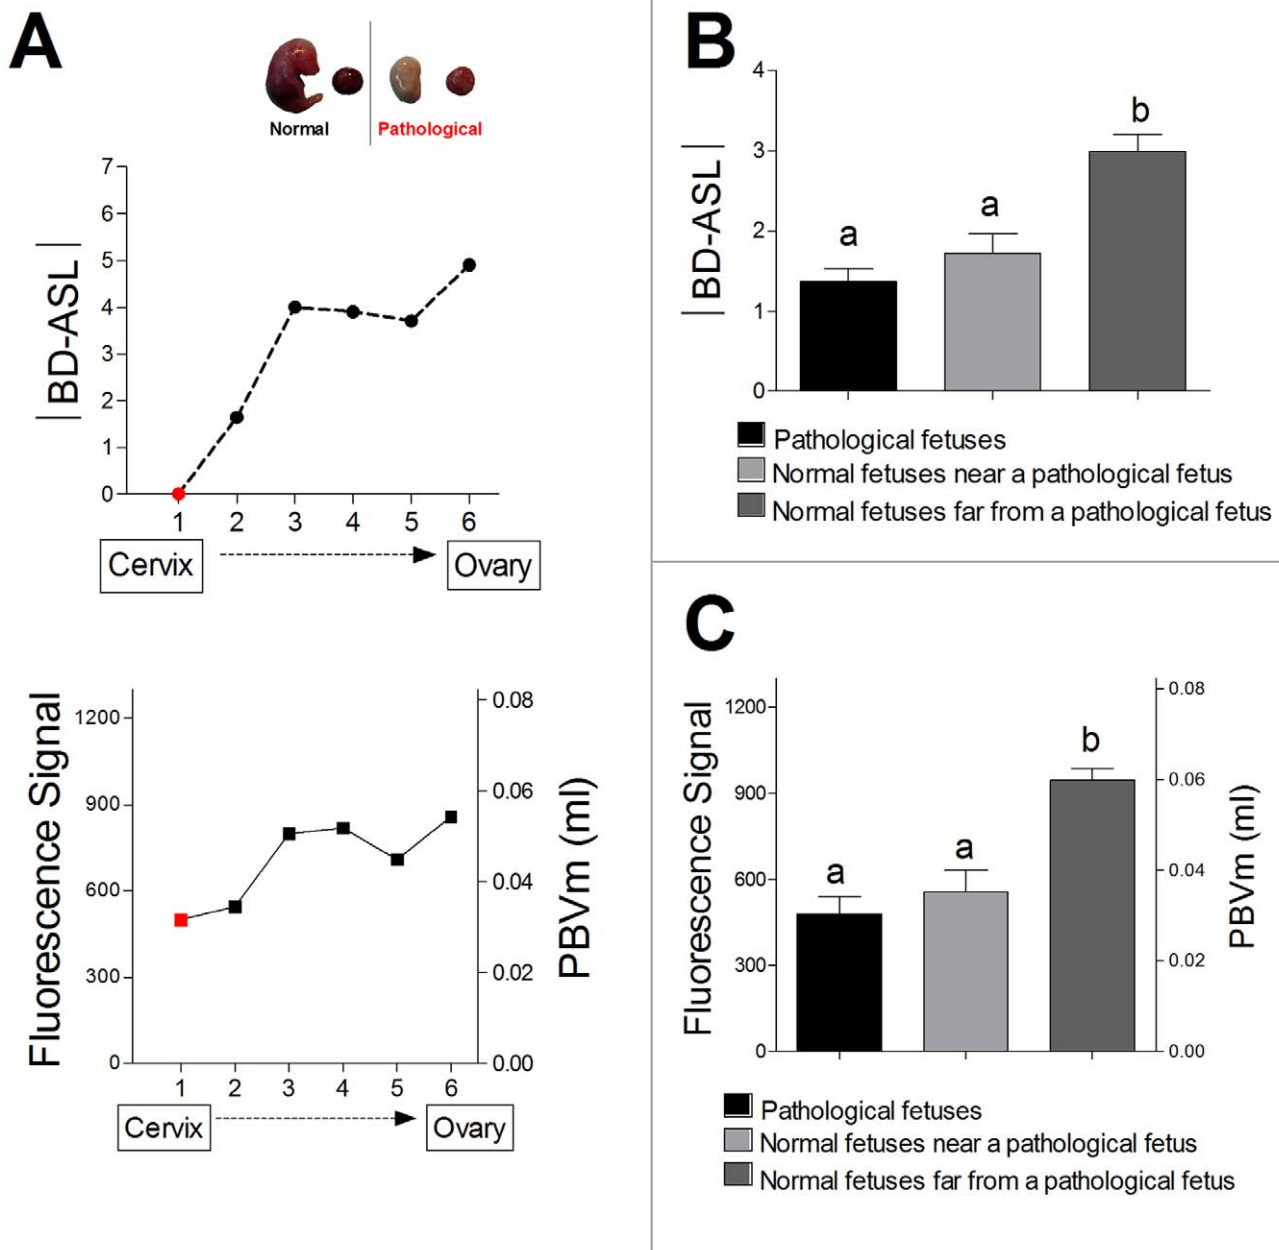 A
Normal
Pathological
7
6
5
4
3
2
1
0
|BD-ASL|
1 2 3 4 5 6
Cervix
Ovary
Fluorescence Signal
1200
900
600
300
0
0.08
0.06
0.04
0.02
0.00
PBVm (ml)
1 2 3 4 5 6
Cervix
Ovary
B
|BD-ASL|
4
3
2
1
0
a
a
b
Pathological fetuses
Normal fetuses near a pathological fetus
Normal fetuses far from a pathological fetus
C
Fluorescence Signal
1200
900
600
300
0
a
a
b
0.08
0.06
0.04
0.02
0.00
PBVm (ml)
Pathological fetuses
Normal fetuses near a pathological fetus
Normal fetuses far from a pathological fetus